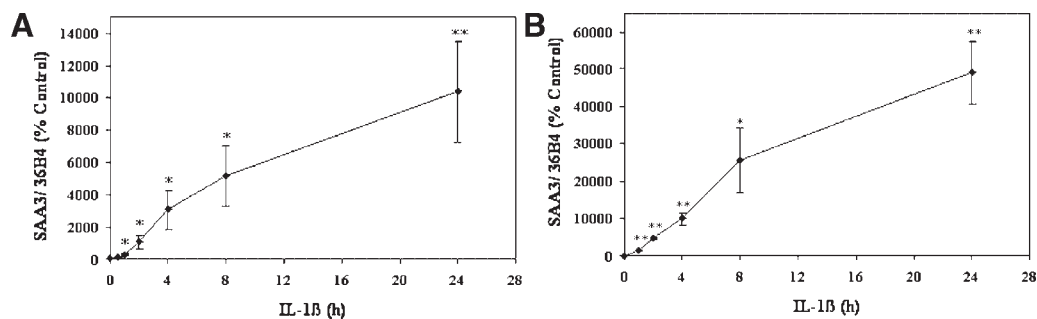 A
SAA3/ 36B4 (% Control)
14000
12000
10000
8000
6000
4000
2000
0
* * * * **
0 4 8 12 16 20 24 28
IL-1ß (h)
B
SAA3/ 36B4 (% Control)
60000
50000
40000
30000
20000
10000
0
** ** ** * **
0 4 8 12 16 20 24 28
IL-1ß (h)